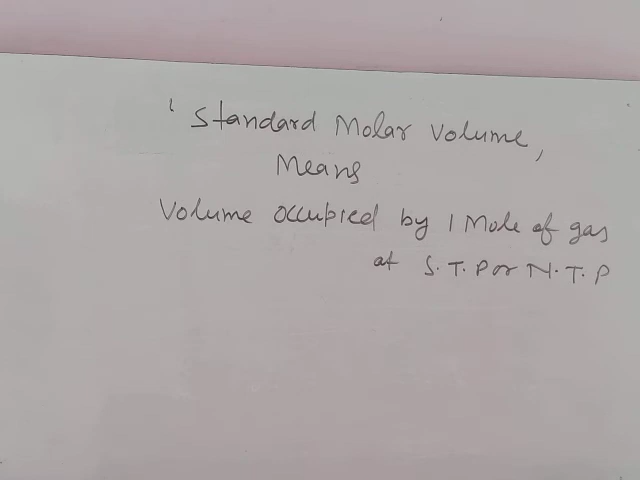 ' Standard Molar Volume,
Means
Volume occupied by 1 Mole of gas
at S.T.P or N.T.P